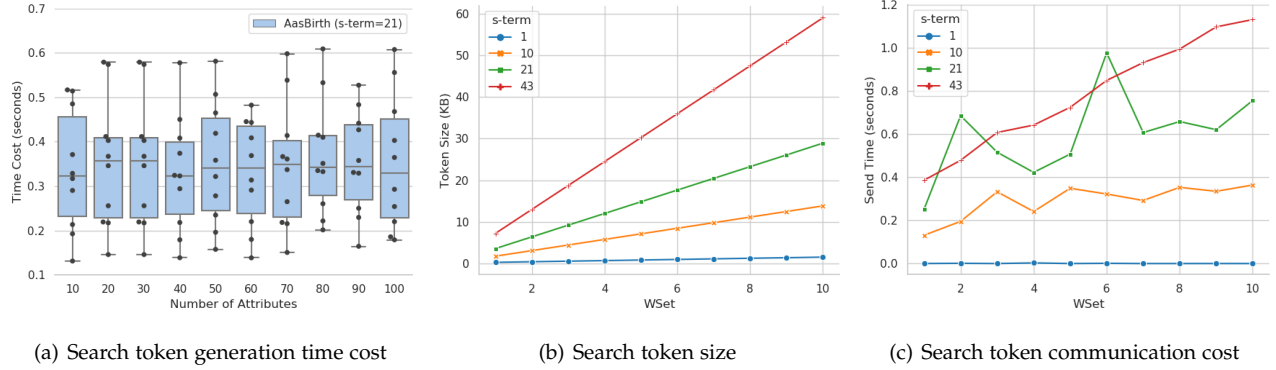 AasBirth (s-term=21)
0.7
0.6
0.5
0.4
0.3
0.2
0.1
Time Cost (seconds)
10 20 30 40 50 60 70 80 90 100
Number of Attributes
(a) Search token generation time cost
s-term
1
10
21
43
60
50
40
30
20
10
0
Token Size (KB)
2 4 6 8 10
WSet
(b) Search token size
s-term
1
10
21
43
1.2
1.0
0.8
0.6
0.4
0.2
0.0
Send Time (seconds)
2 4 6 8 10
WSet
(c) Search token communication cost